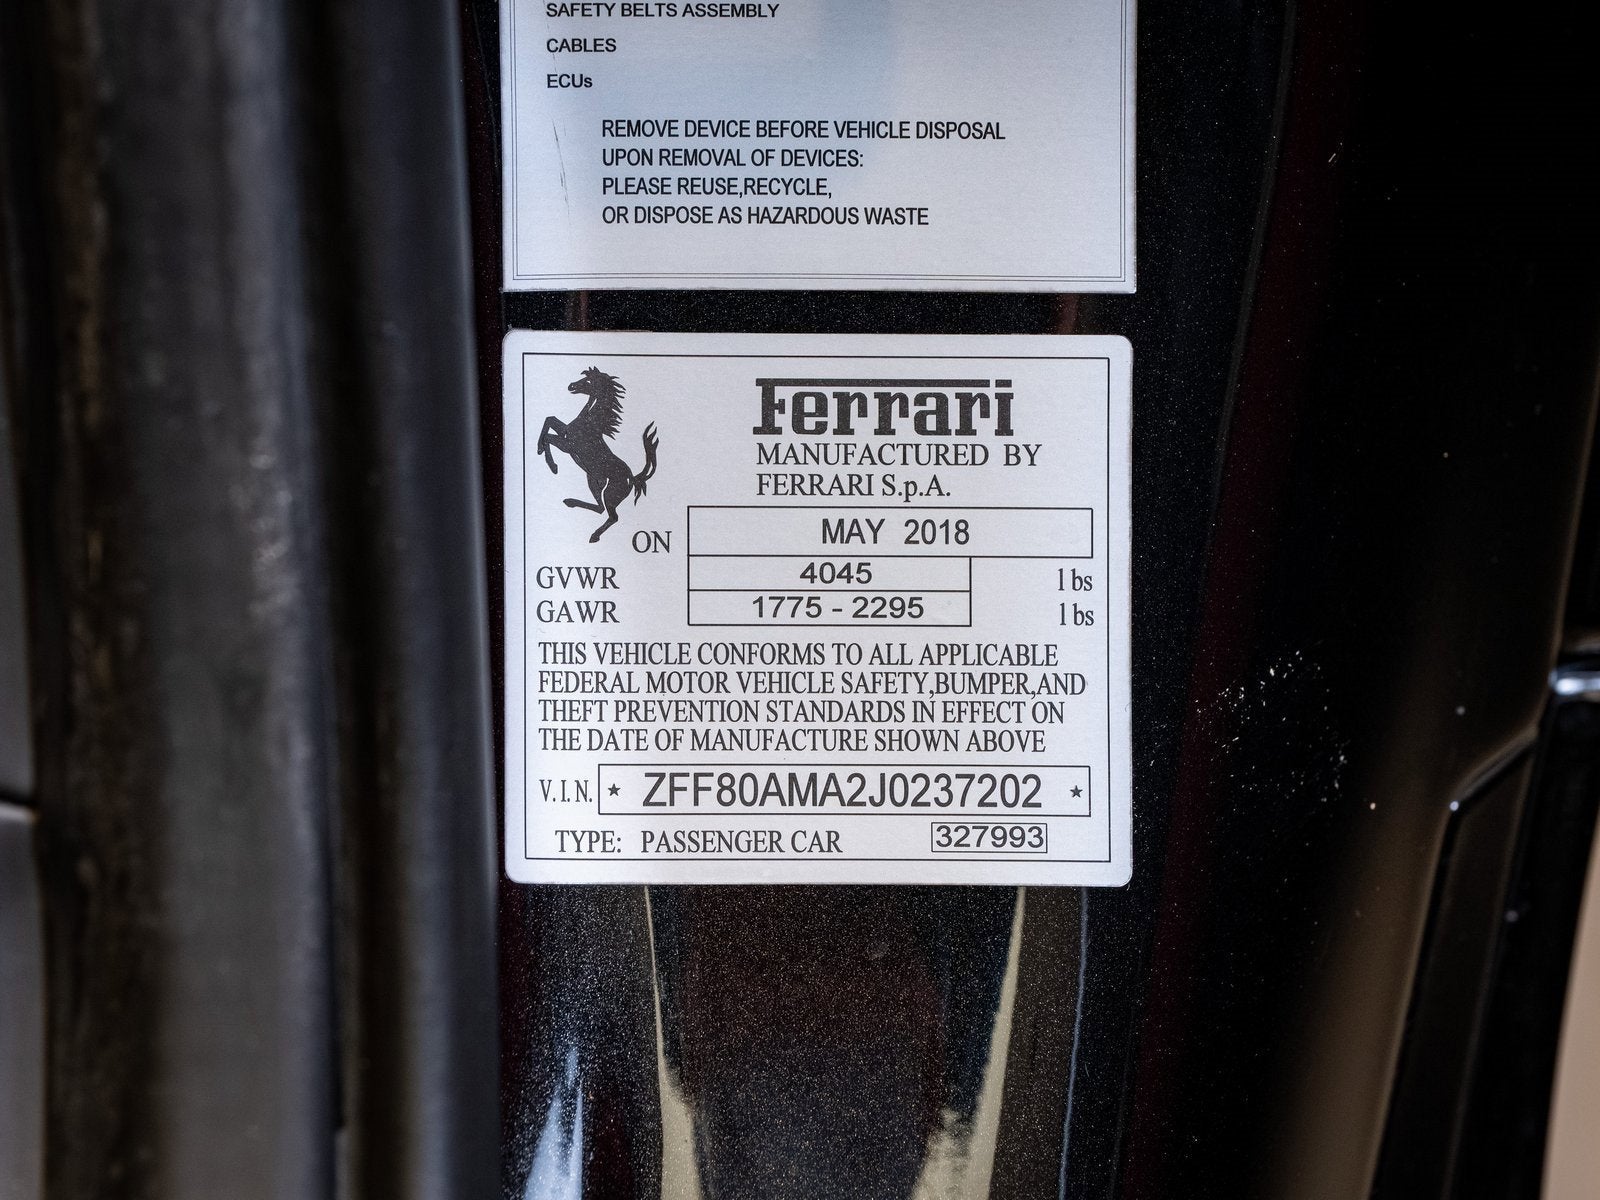 SAFETY BELTS ASSEMBLY
CABLES
ECUs
REMOVE DEVICE BEFORE VEHICLE DISPOSAL
UPON REMOVAL OF DEVICES:
PLEASE REUSE,RECYCLE,
OR DISPOSE AS HAZARDOUS WASTE
Ferrari
MANUFACTURED BY
FERRARI S.p.A.
ON MAY 2018
GVWR 4045 lbs
GAWR 1775 - 2295 lbs
THIS VEHICLE CONFORMS TO ALL APPLICABLE
FEDERAL MOTOR VEHICLE SAFETY,BUMPER,AND
THEFT PREVENTION STANDARDS IN EFFECT ON
THE DATE OF MANUFACTURE SHOWN ABOVE
V.I.N. ★ ZFF80AMA2J0237202 ★
TYPE: PASSENGER CAR 327993